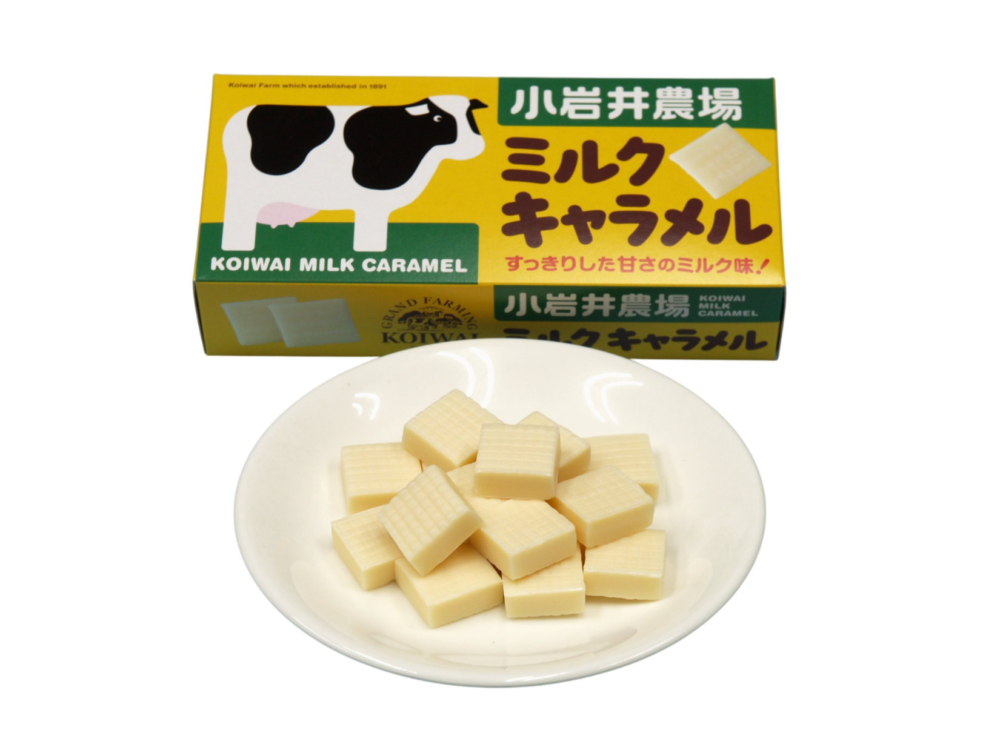 Koiwai Farm which established in 1891
小岩井農場
ミルク
キャラメル
すっきりした甘さのミルク味!
KOIWAI MILK CARAMEL
GRAND FARMING
KOIWAI
小岩井農場
KOIWAI
MILK
CARAMEL
ミルクキャラメル